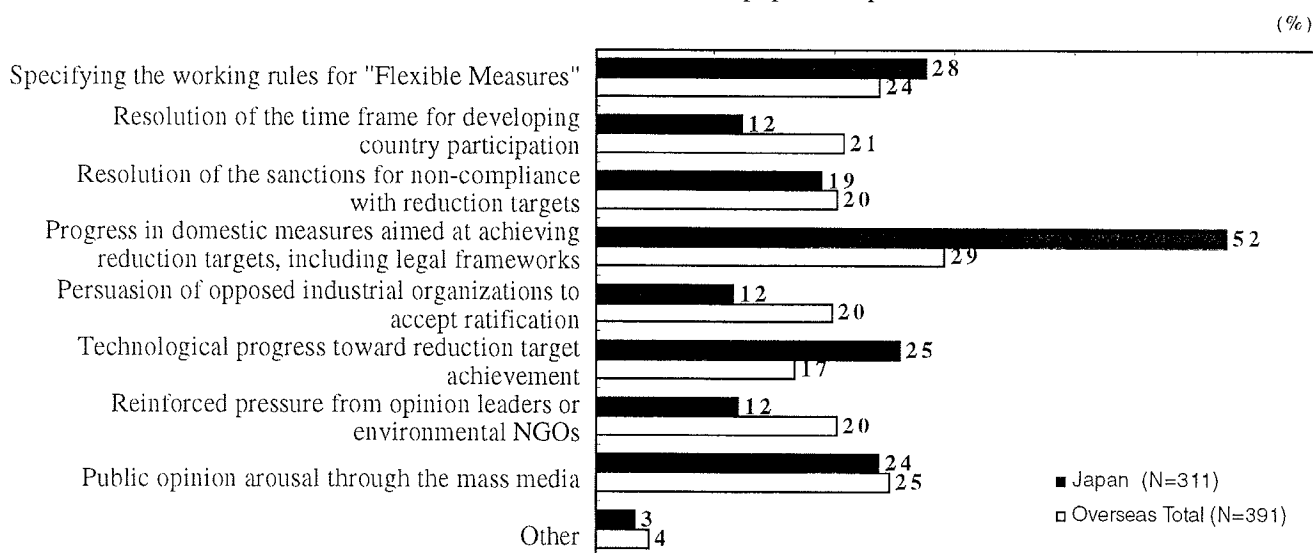 (%)
Specifying the working rules for "Flexible Measures"
28
24
Resolution of the time frame for developing
country participation
12
21
Resolution of the sanctions for non-compliance
with reduction targets
19
20
Progress in domestic measures aimed at achieving
reduction targets, including legal frameworks
52
29
Persuasion of opposed industrial organizations to
accept ratification
12
20
Technological progress toward reduction target
achievement
25
17
Reinforced pressure from opinion leaders or
environmental NGOs
12
20
Public opinion arousal through the mass media
24
25
Other
3
4
Japan (N=311)
Overseas Total (N=391)